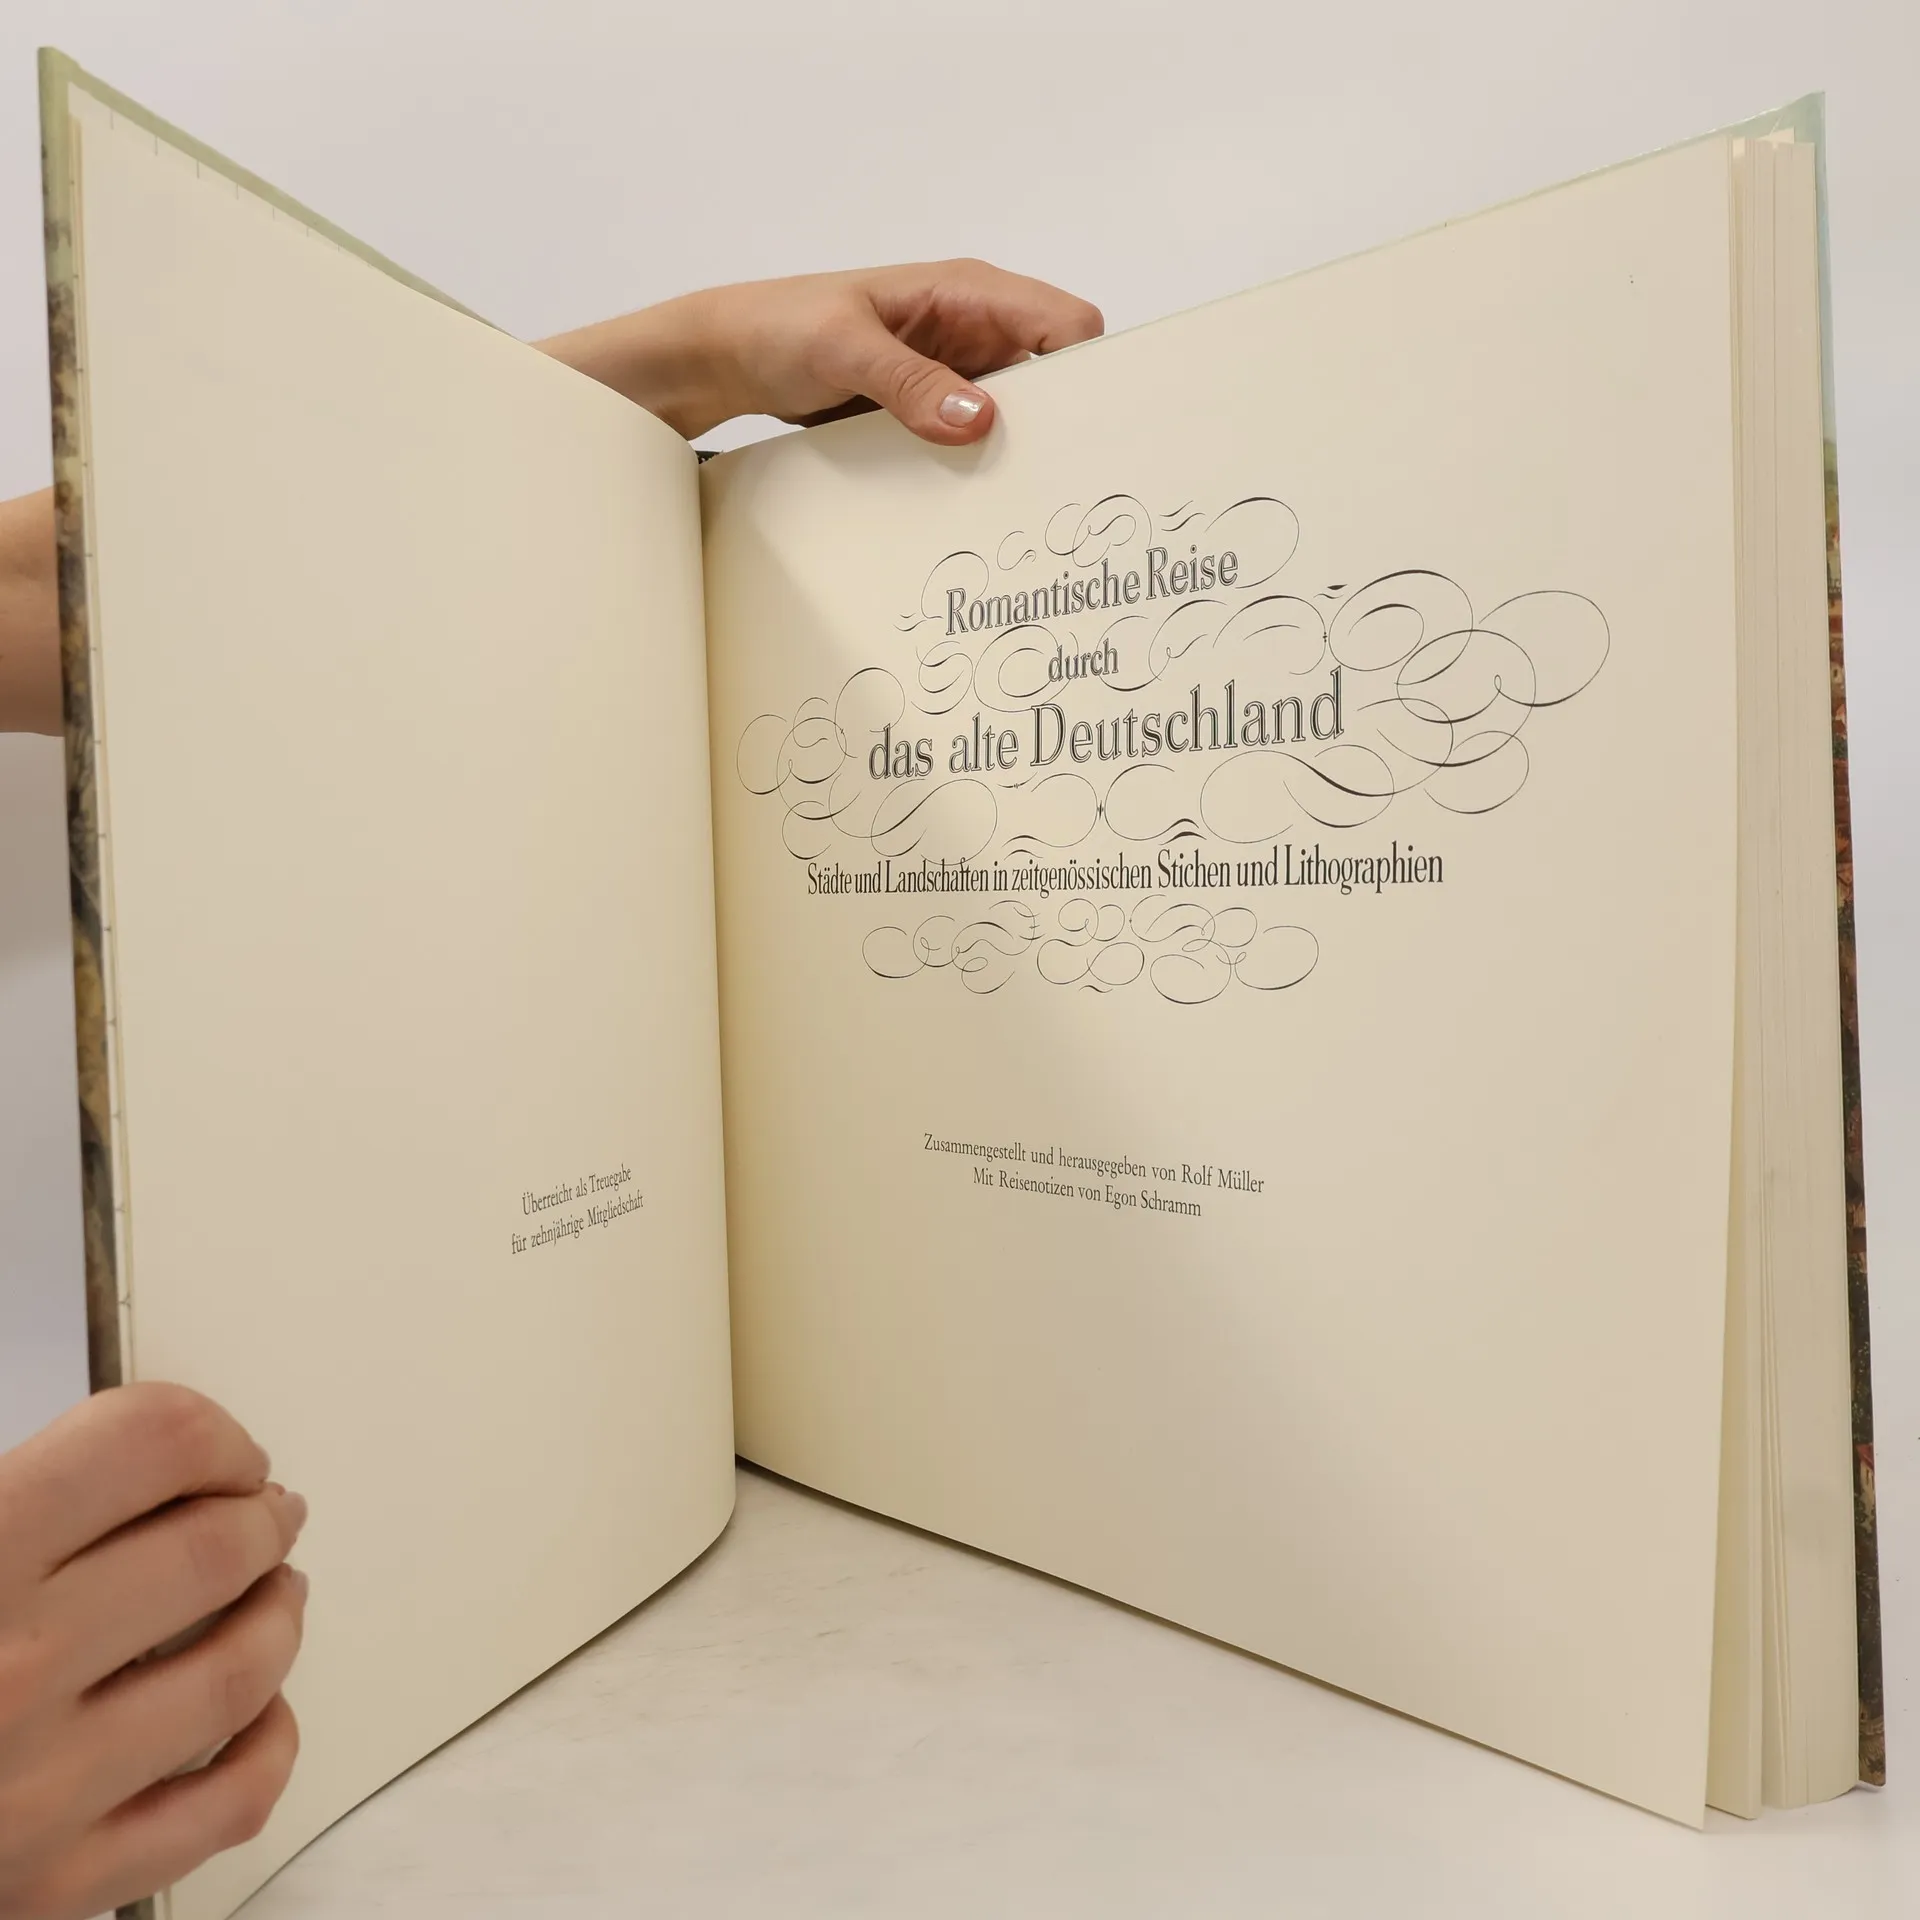 Überreicht als Treuegabe
für zehnjährige Mitgliedschaft
Romantische Reise
durch
das alte Deutschland
Städte und Landschaften in zeitgenössischen Stichen und Lithographien
Zusammengestellt und herausgegeben von Rolf Müller
Mit Reisenotizen von Egon Schramm